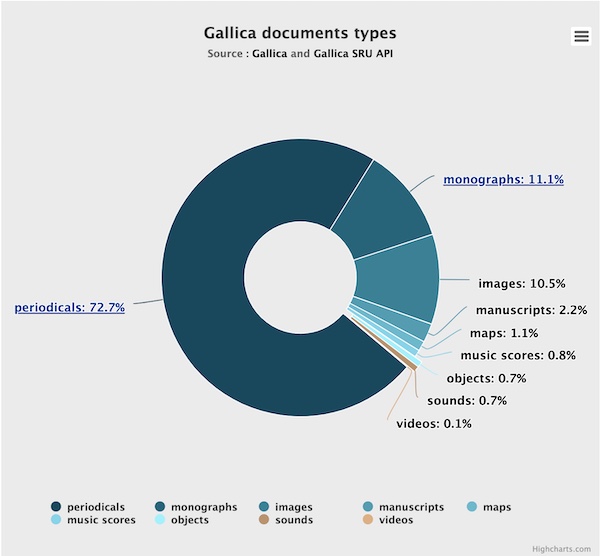 Gallica documents types
Source : Gallica and Gallica SRU API
monographs: 11.1%
images: 10.5%
periodicals: 72.7%
manuscripts: 2.2%
maps: 1.1%
music scores: 0.8%
objects: 0.7%
sounds: 0.7%
videos: 0.1%
periodicals monographs images manuscripts maps
music scores objects sounds videos
Highcharts.com